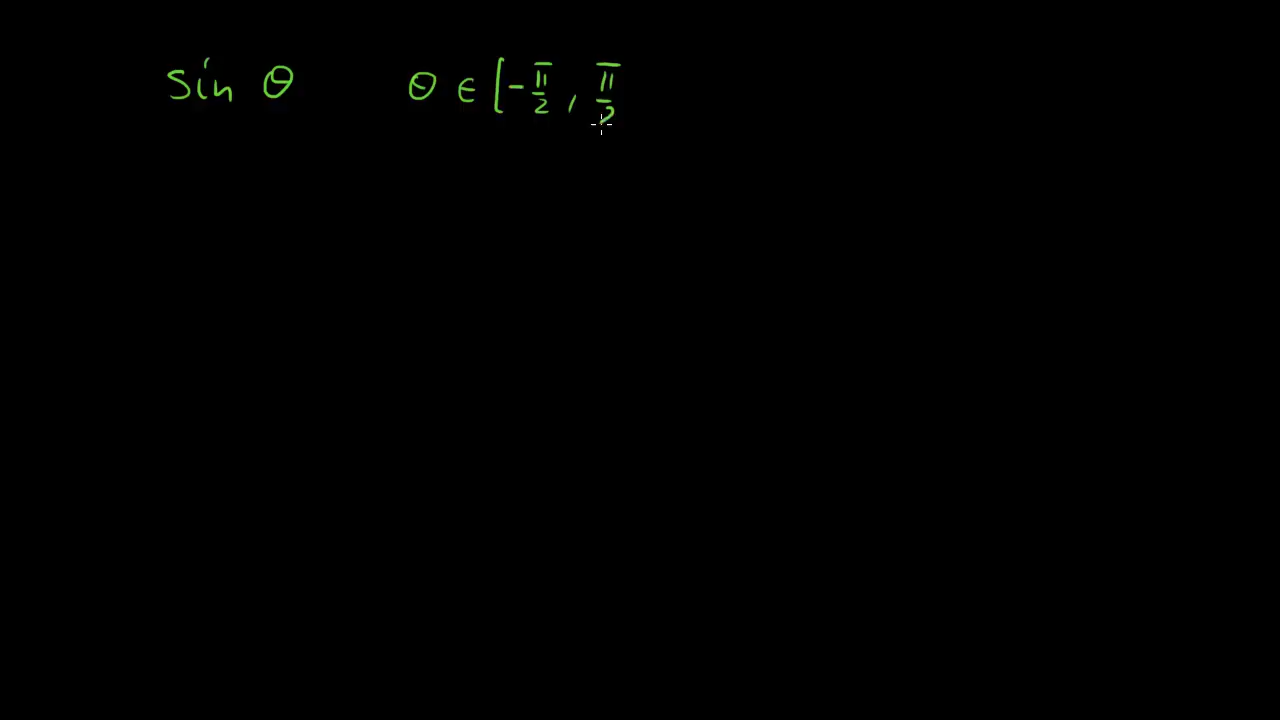 sin θ θ ∈ [-π/2, π/2